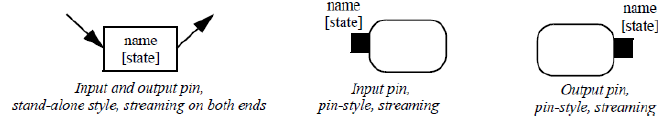 name
[state]
Input and output pin,
stand-alone style, streaming on both ends
name
[state]
Input pin,
pin-style, streaming
name
[state]
Output pin,
pin-style, streaming